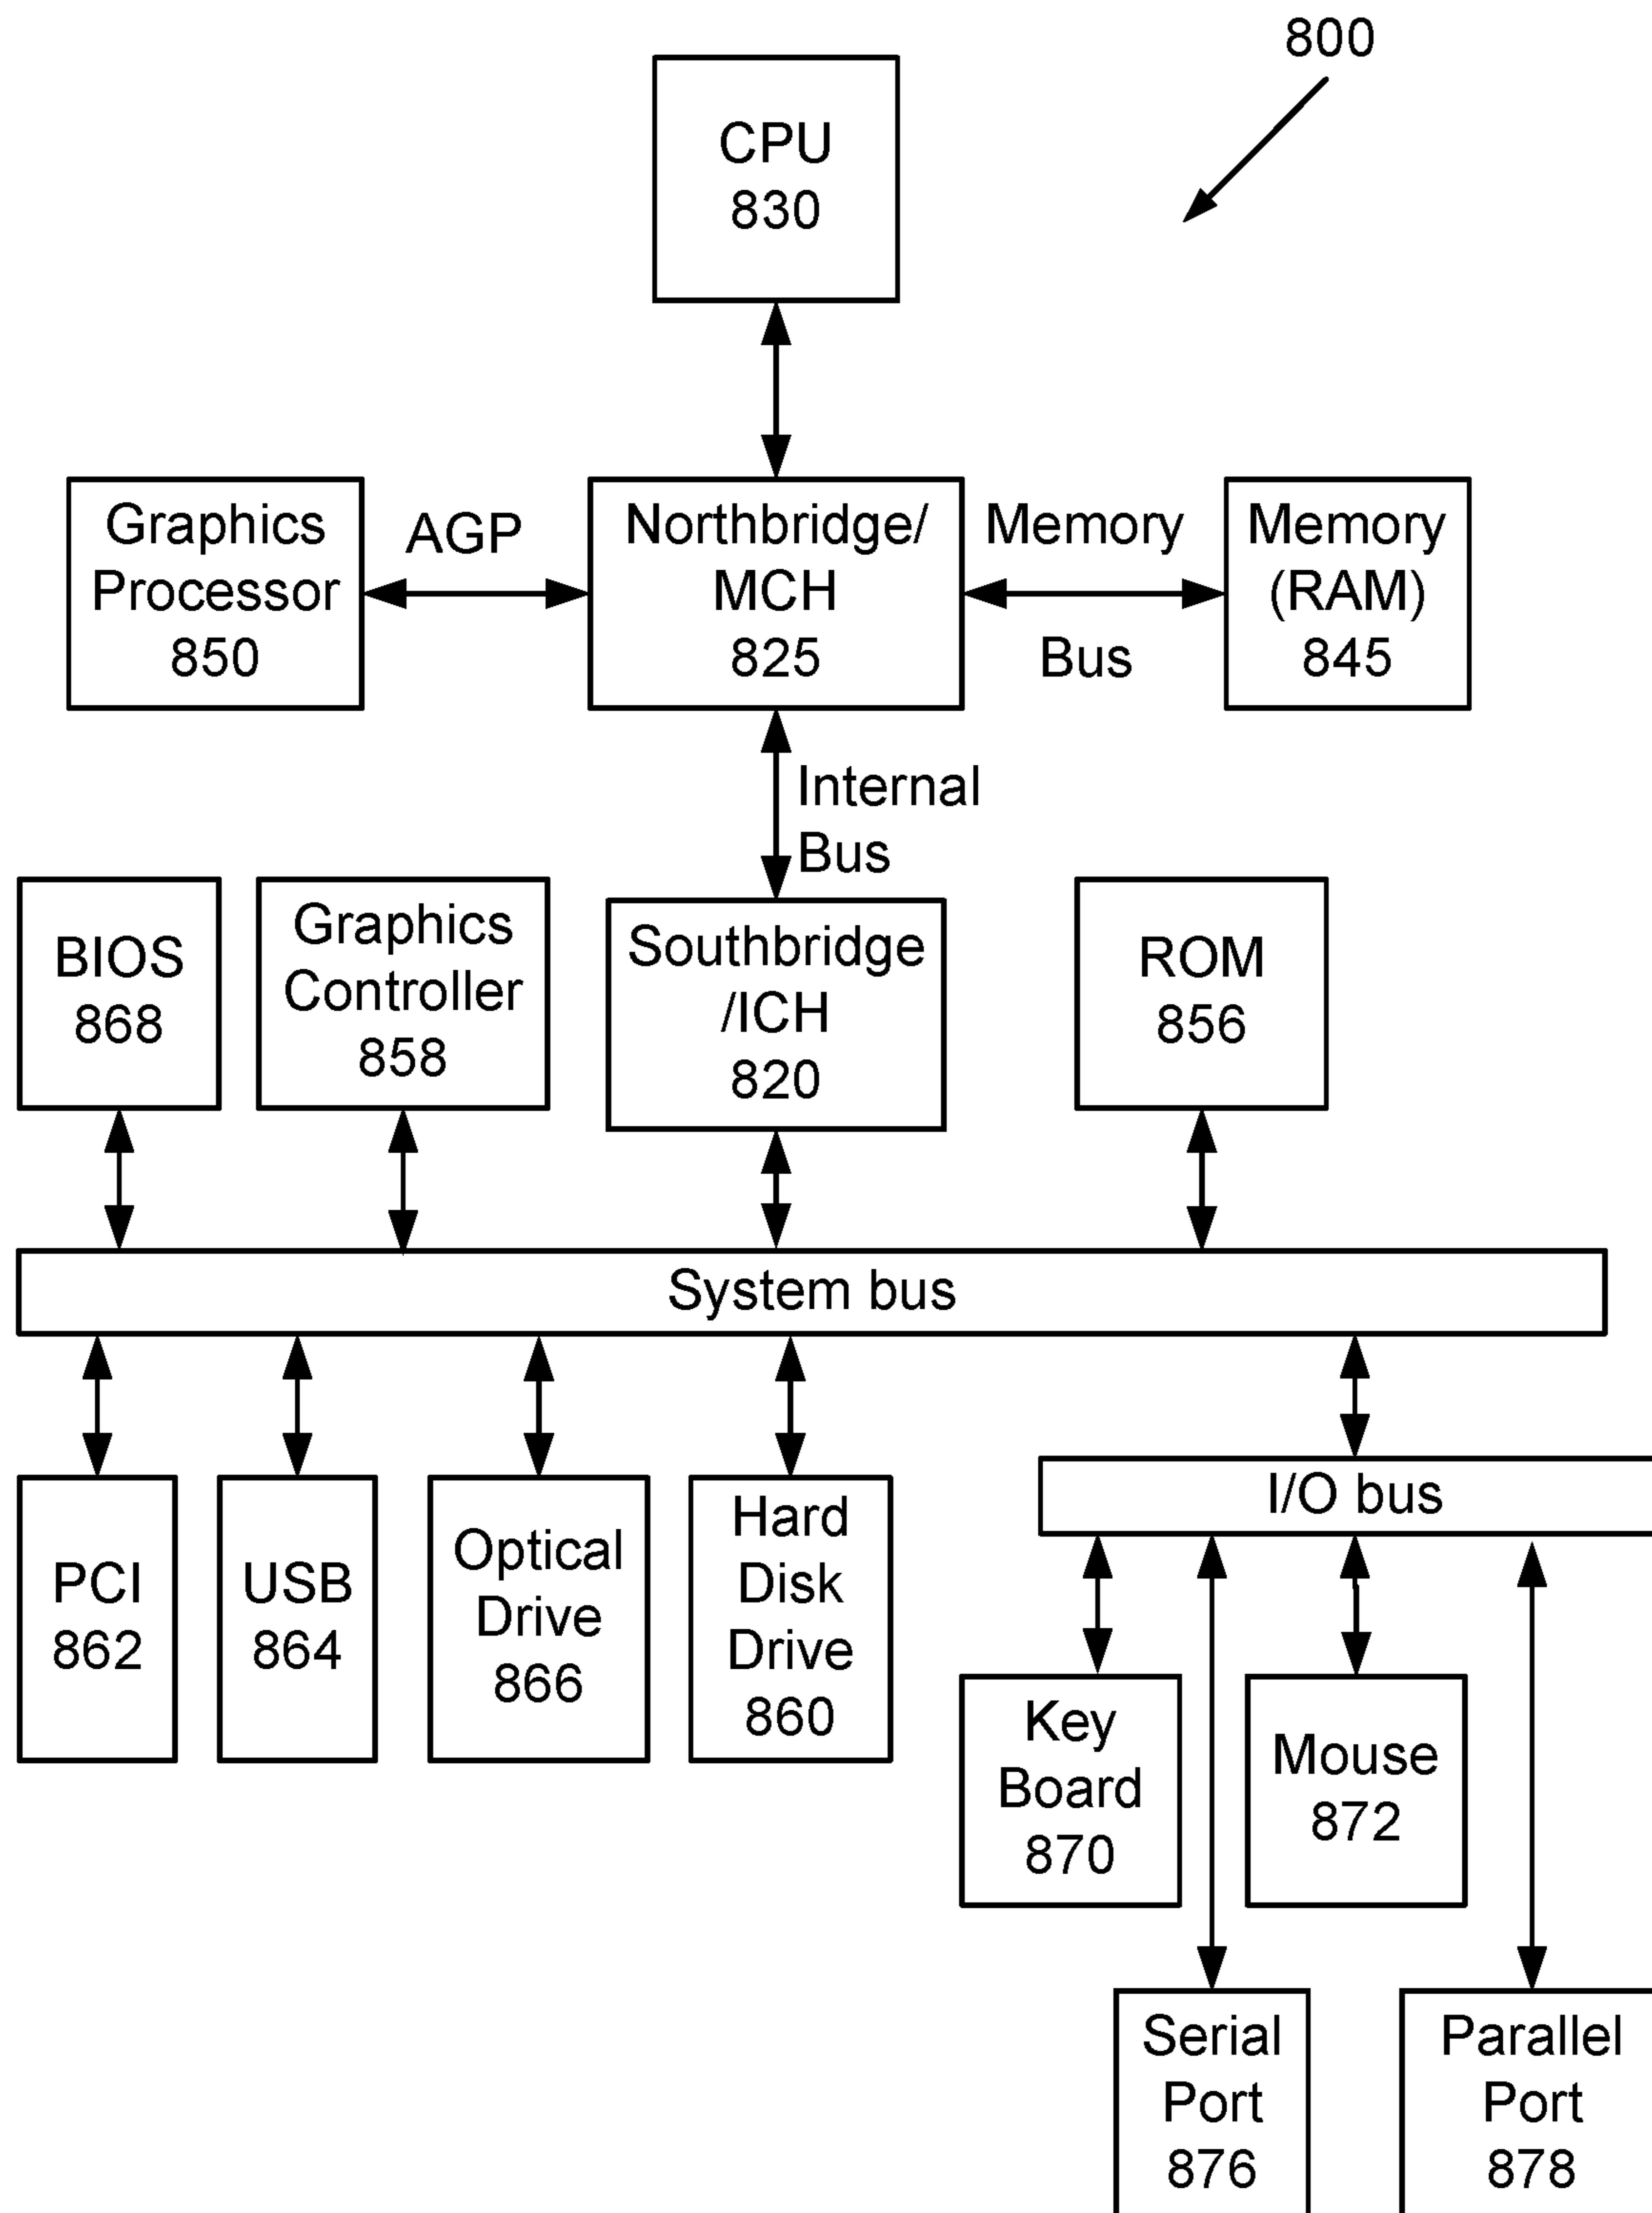 800
CPU
830
Graphics
Processor
850
AGP
Northbridge/
MCH
825
Memory
Bus
Memory
(RAM)
845
Internal
Bus
BIOS
868
Graphics
Controller
858
Southbridge
/ICH
820
ROM
856
System bus
PCI
862
USB
864
Optical
Drive
866
Hard
Disk
Drive
860
I/O bus
Key
Board
870
Mouse
872
Serial
Port
876
Parallel
Port
878